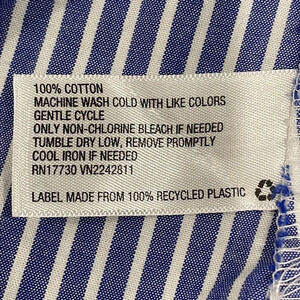 100% COTTON
MACHINE WASH COLD WITH LIKE COLORS
GENTLE CYCLE
ONLY NON-CHLORINE BLEACH IF NEEDED
TUMBLE DRY LOW, REMOVE PROMPTLY
COOL IRON IF NEEDED
RN17730 VN2242811
LABEL MADE FROM 100% RECYCLED PLASTIC